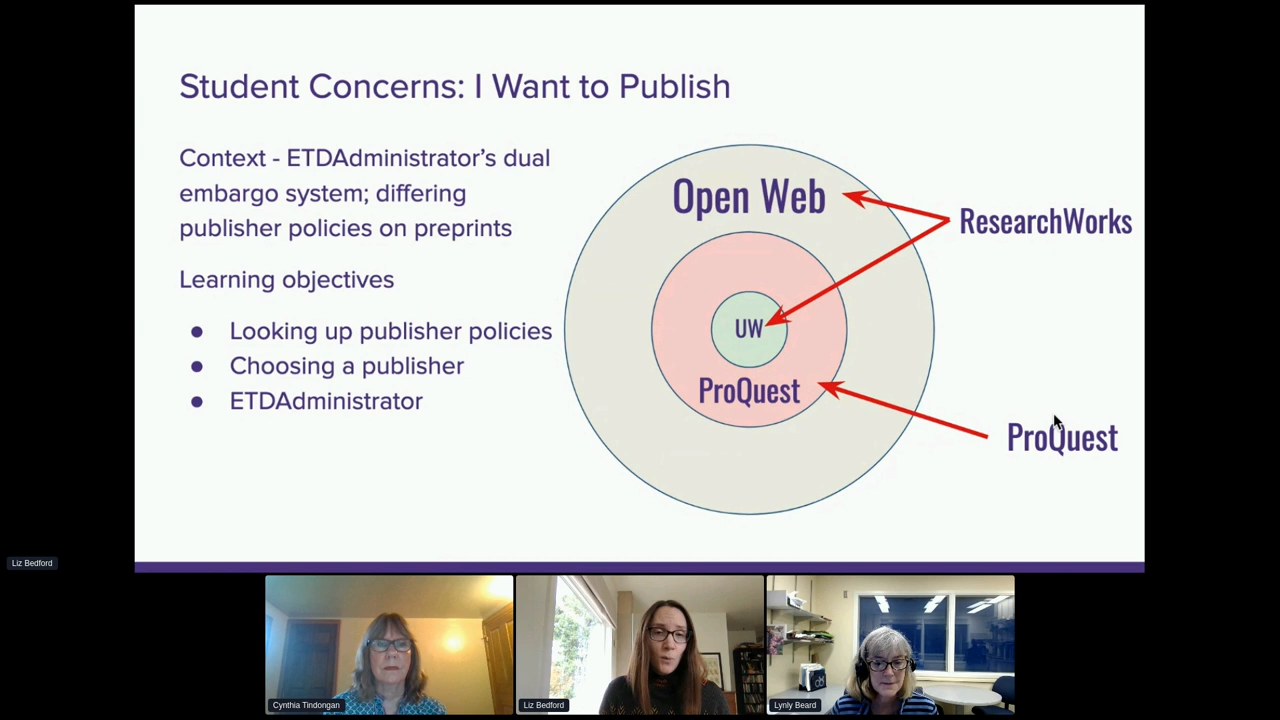 Student Concerns: I Want to Publish
Context - ETDAdministrator's dual
embargo system; differing
publisher policies on preprints
Learning objectives
● Looking up publisher policies
● Choosing a publisher
● ETDAdministrator
Open Web
ResearchWorks
UW
ProQuest
ProQuest
Liz Bedford
Cynthia Tindongan
Liz Bedford
Lynly Beard